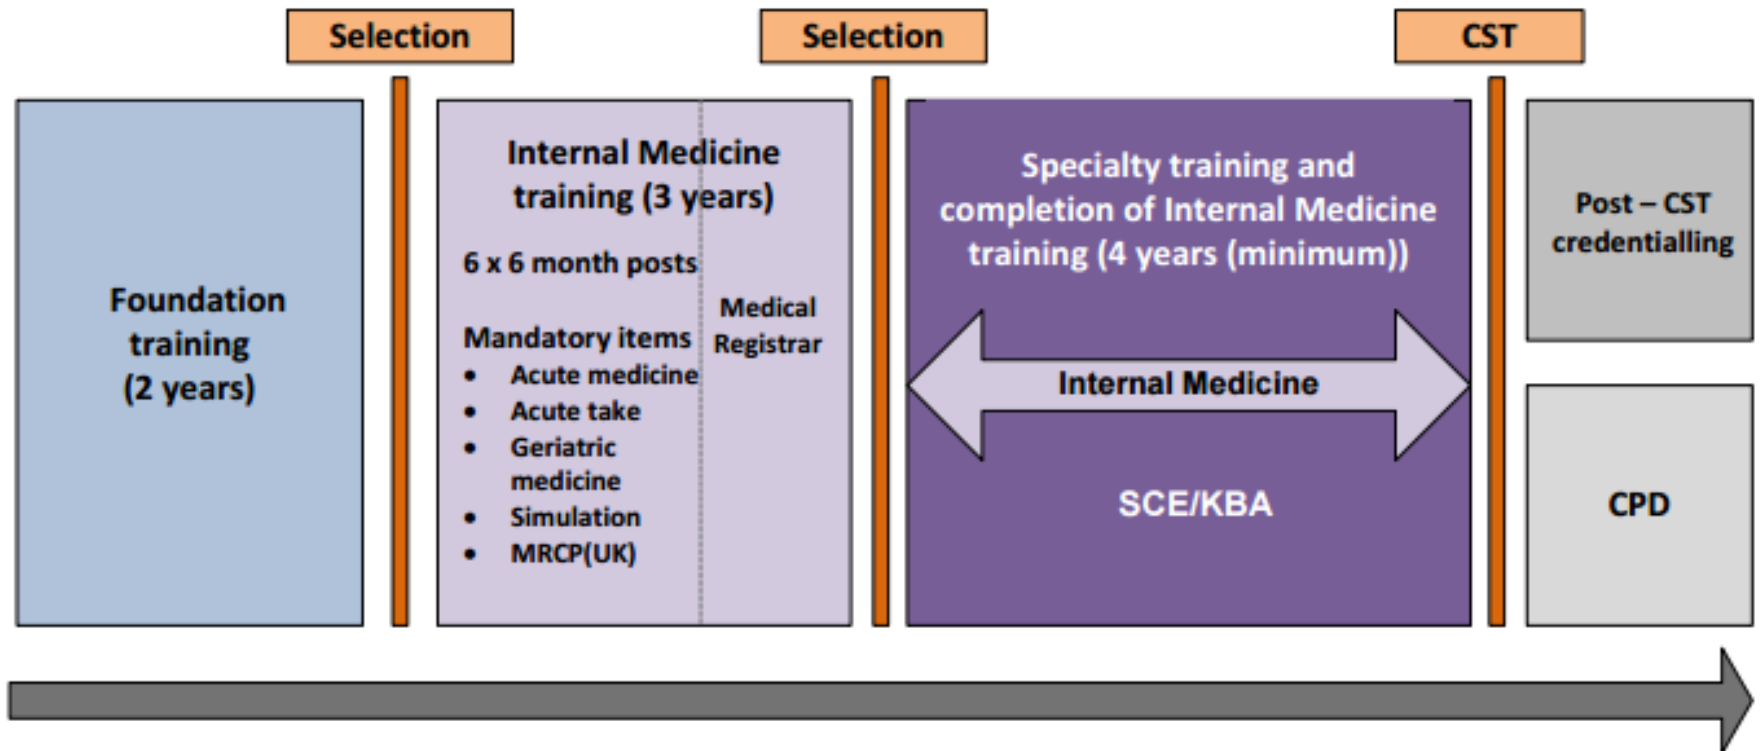 Selection
Selection
CST
Foundation
training
(2 years)
Internal Medicine
training (3 years)
6 x 6 month posts
Mandatory items
• Acute medicine
• Acute take
• Geriatric
medicine
• Simulation
• MRCP(UK)
Medical
Registrar
Specialty training and
completion of Internal Medicine
training (4 years (minimum))
Internal Medicine
SCE/KBA
Post – CST
credentialling
CPD